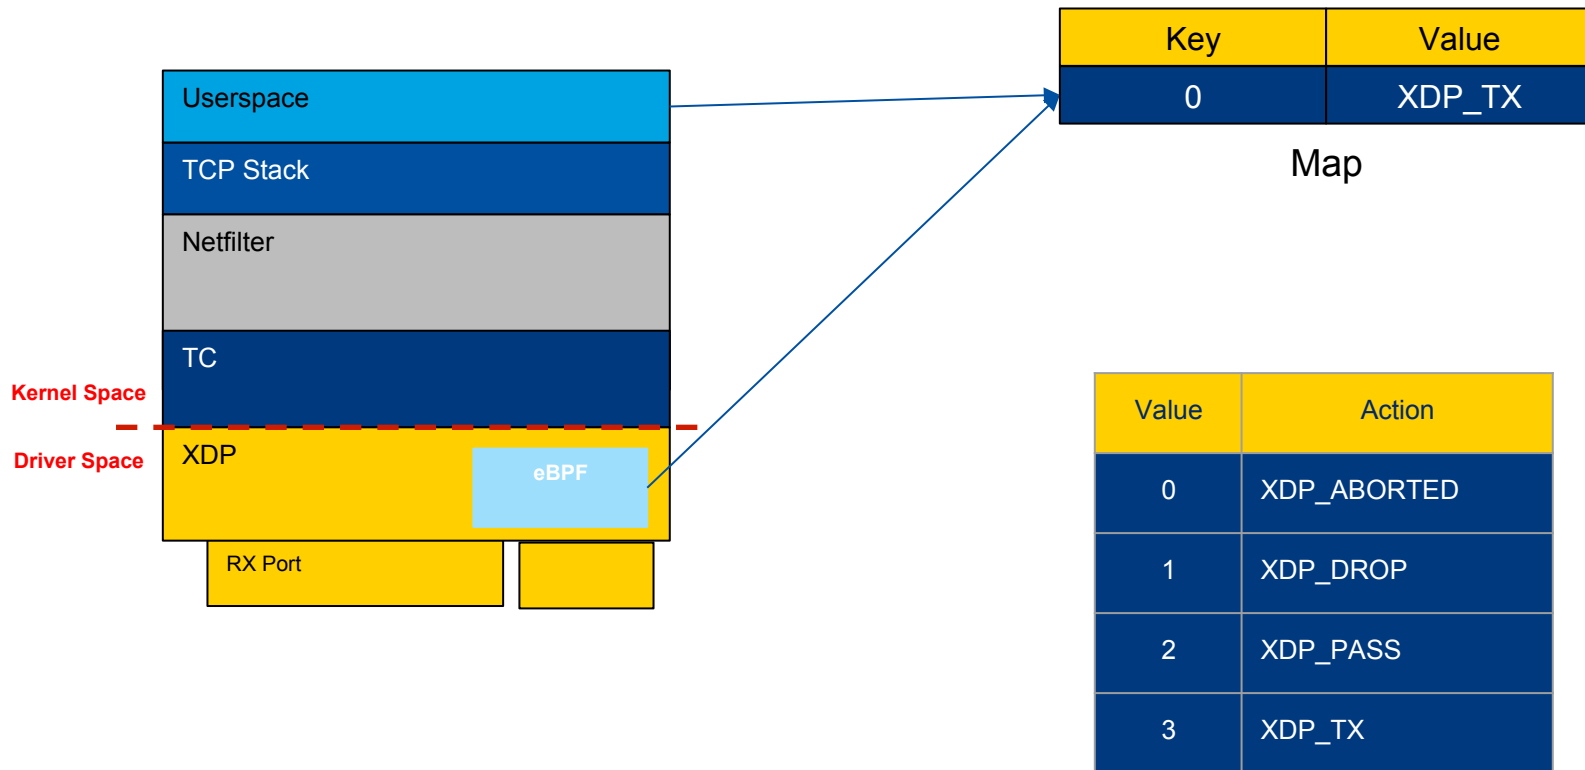 Userspace
TCP Stack
Netfilter
TC
Kernel Space
Driver Space
XDP
eBPF
RX Port
Key Value
0 XDP_TX
Map
Value Action
0 XDP_ABORTED
1 XDP_DROP
2 XDP_PASS
3 XDP_TX